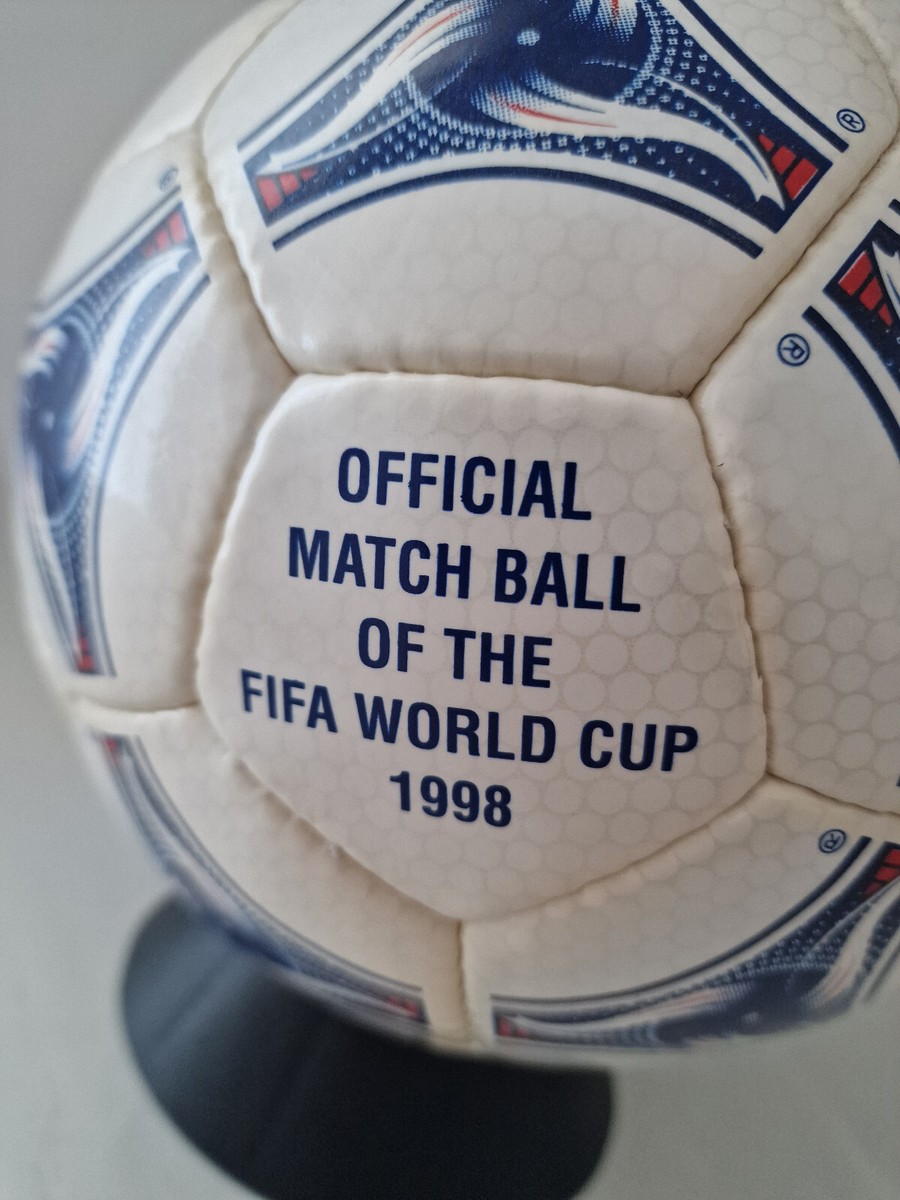 ®
®
OFFICIAL
MATCH BALL
OF THE
FIFA WORLD CUP
1998
®